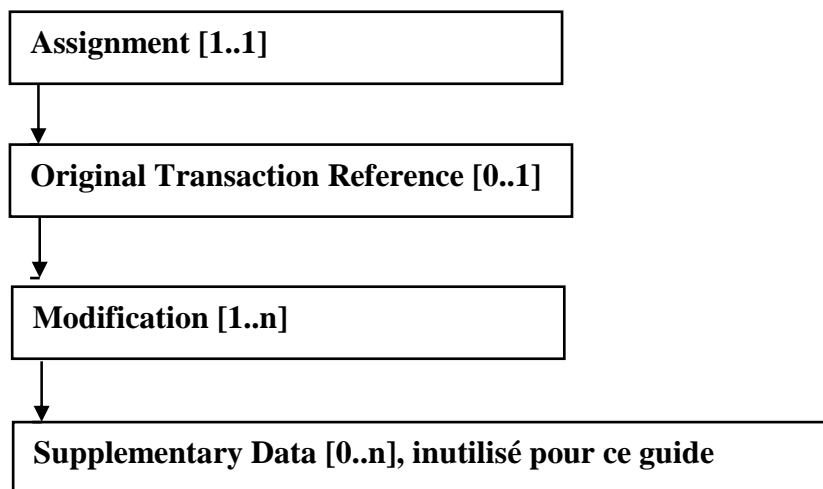 Assignment [1..1]
Original Transaction Reference [0..1]
Modification [1..n]
Supplementary Data [0..n], inutilisé pour ce guide